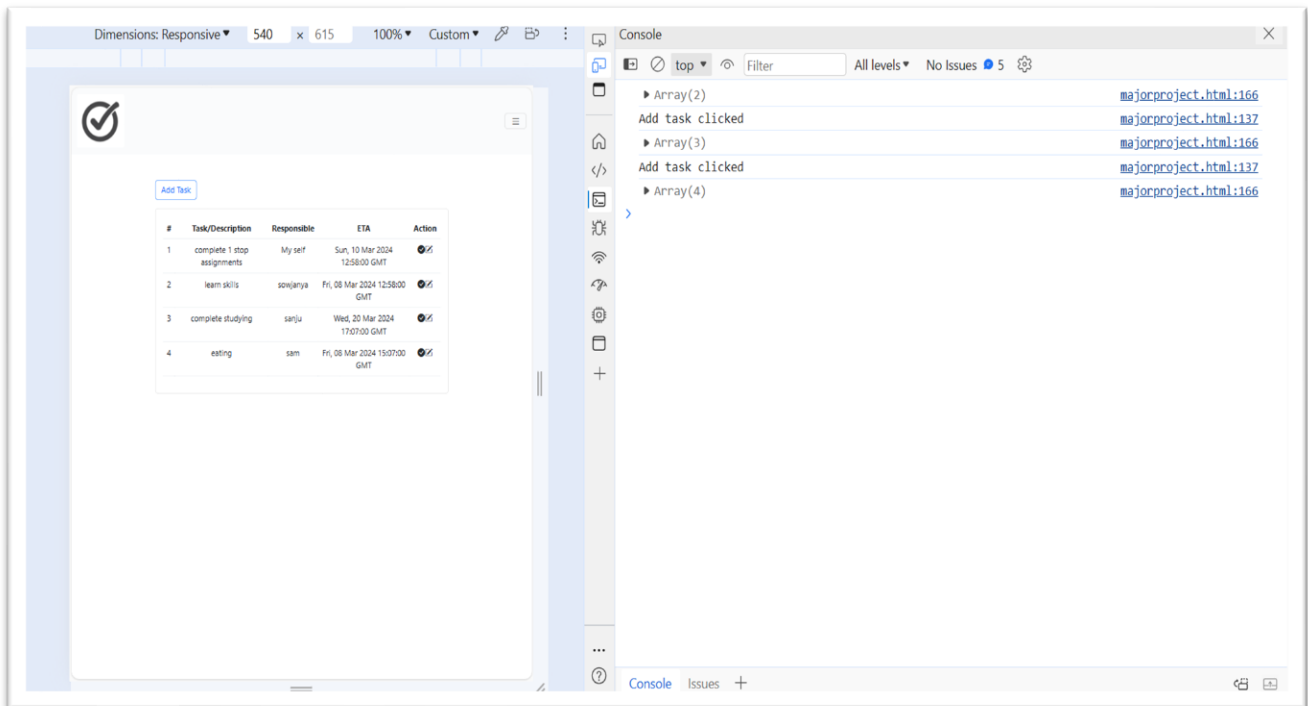 Dimensions: Responsive ▼ 540 × 615 100% ▼ Custom ▼
Add Task
# Task/Description Responsible ETA Action
1 complete 1 stop assignments My self Sun, 10 Mar 2024 12:58:00 GMT
2 learn skills sowjanya Fri, 08 Mar 2024 12:58:00 GMT
3 complete studying sanju Wed, 20 Mar 2024 17:07:00 GMT
4 eating sam Fri, 08 Mar 2024 15:07:00 GMT
Console
top ▼ Filter All levels ▼ No Issues 5
▶ Array(2) majorproject.html:166
Add task clicked majorproject.html:137
▶ Array(3) majorproject.html:166
Add task clicked majorproject.html:137
▶ Array(4) majorproject.html:166
Console Issues